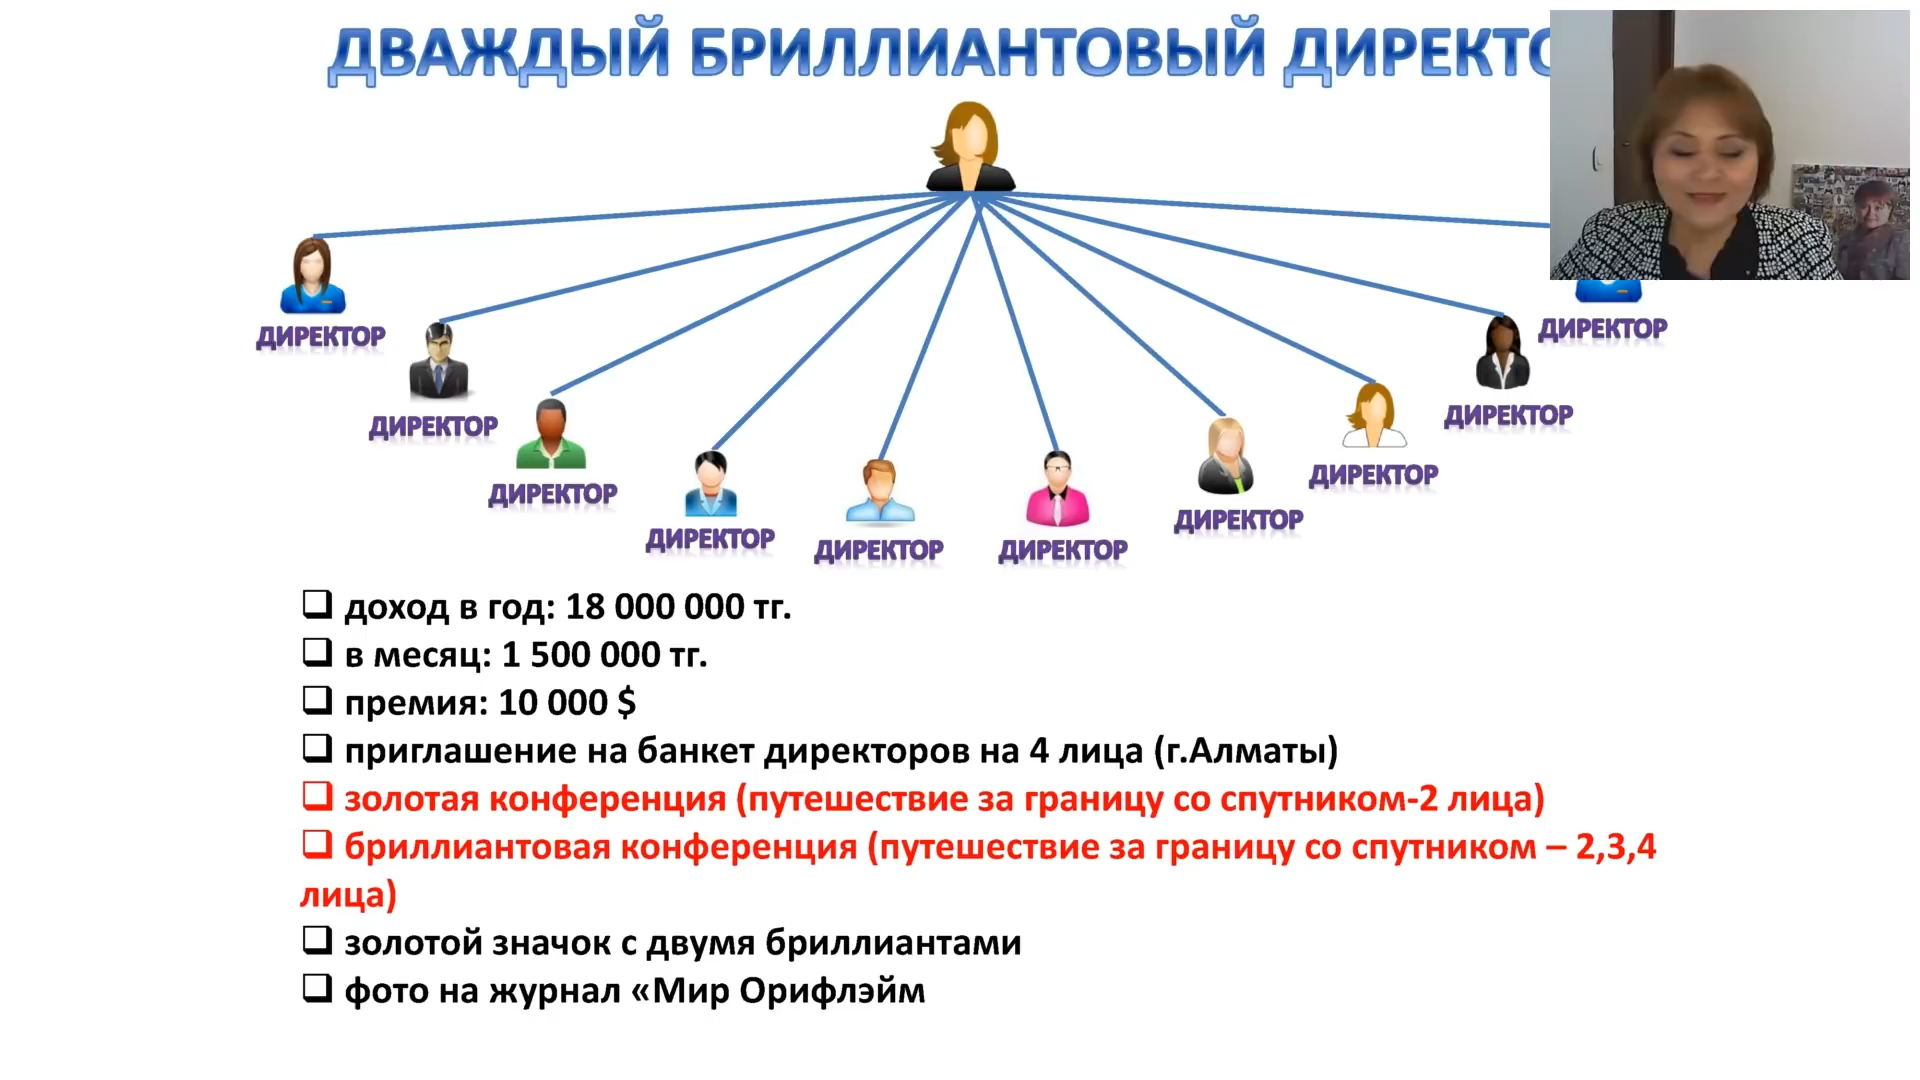 ДВАЖДЫЙ БРИЛЛИАНТОВЫЙ ДИРЕКТО
ДИРЕКТОР
ДИРЕКТОР
ДИРЕКТОР
ДИРЕКТОР
ДИРЕКТОР
ДИРЕКТОР
ДИРЕКТОР
ДИРЕКТОР
ДИРЕКТОР
ДИРЕКТОР
доход в год: 18 000 000 тг.
в месяц: 1 500 000 тг.
премия: 10 000 $
приглашение на банкет директоров на 4 лица (г.Алматы)
золотая конференция (путешествие за границу со спутником-2 лица)
бриллиантовая конференция (путешествие за границу со спутником – 2,3,4
лица)
золотой значок с двумя бриллиантами
фото на журнал «Мир Орифлэйм